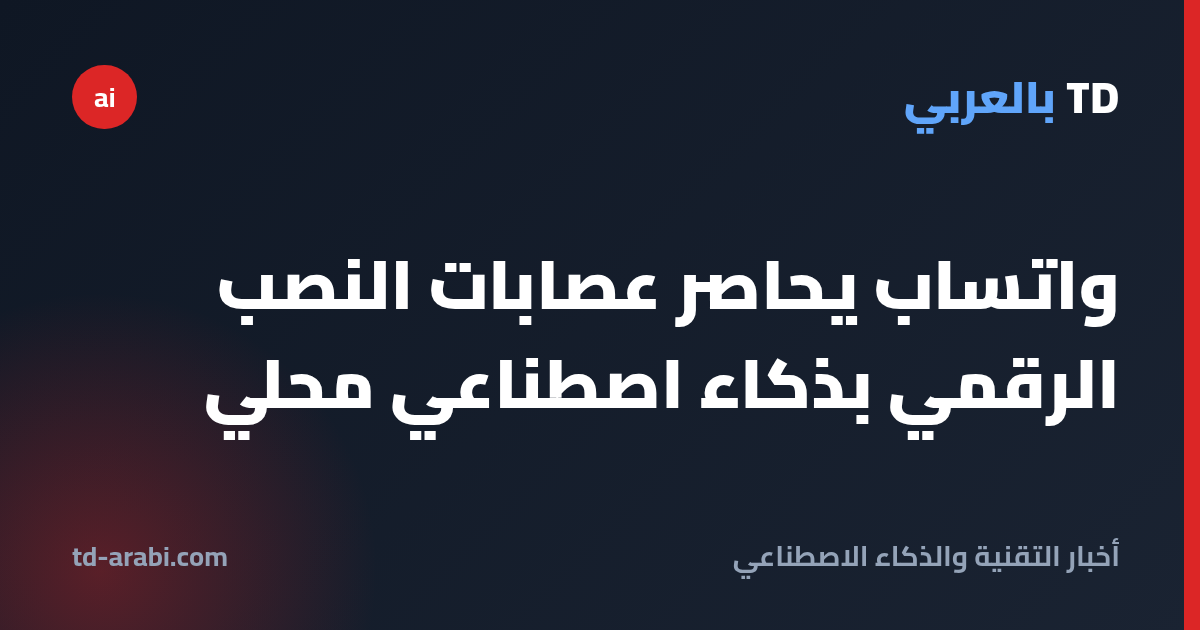 TD بالعربي
ai
واتساب يحاصر عصابات النصب
الرقمي بذكاء اصطناعي محلي
أخبار التقنية والذكاء الاصطناعي
td-arabi.com